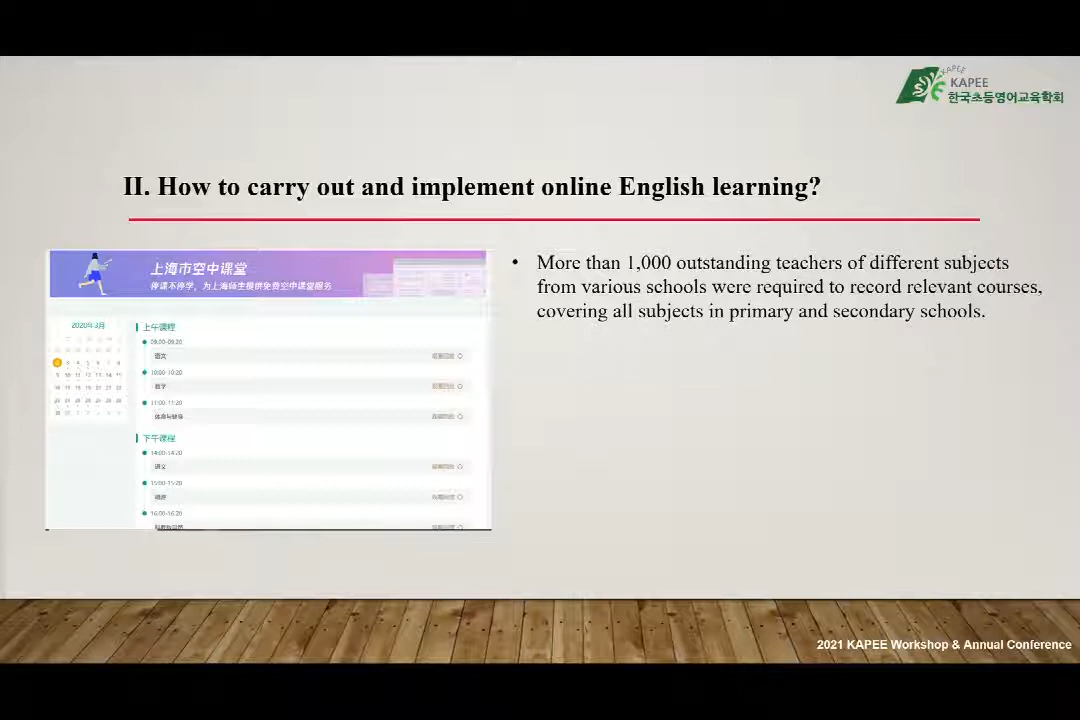 KAPEE
KAPEE
한국초등영어교육학회
II. How to carry out and implement online English learning?
上海市空中课堂
停课不停学，为上海师生提供免费空中课堂服务
2020年3月
上午课程
09:00-09:20
语文
10:00-10:20
数学
11:00-11:20
体育与健身
下午课程
14:00-14:20
语文
15:00-15:20
16:00-16:20
• More than 1,000 outstanding teachers of different subjects
from various schools were required to record relevant courses,
covering all subjects in primary and secondary schools.
2021 KAPEE Workshop & Annual Conference